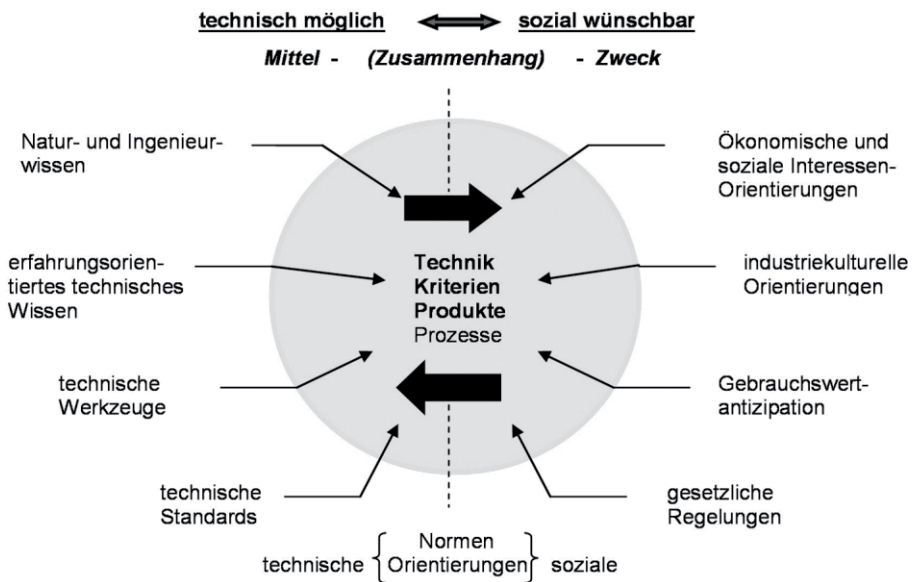 technisch möglich sozial wünschbar
Mittel - (Zusammenhang) - Zweck
Natur- und Ingenieur-
wissen
Ökonomische und
soziale Interessen-
Orientierungen
erfahrungsorien-
tiertes technisches
Wissen
Technik
Kriterien
Produkte
Prozesse
industriekulturelle
Orientierungen
technische
Werkzeuge
Gebrauchswert-
antizipation
technische
Standards
gesetzliche
Regelungen
Normen
technische { Orientierungen } soziale